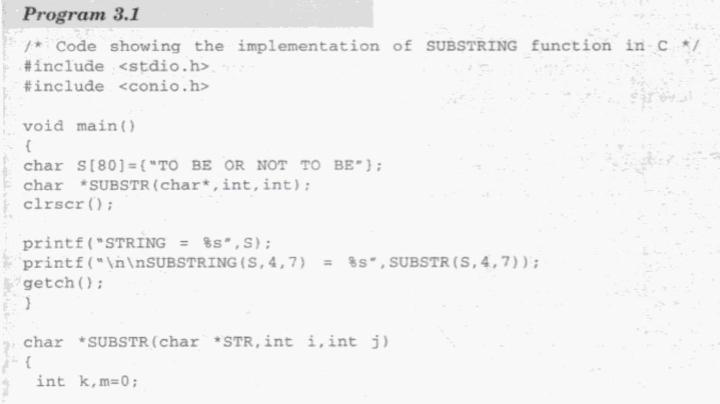 Program 3.1
/* Code showing the implementation of SUBSTRING function in C */
#include <stdio.h>
#include <conio.h>
void main()
{
char S[80]={"TO BE OR NOT TO BE"};
char *SUBSTR(char*,int,int);
clrscr();
printf("STRING = %s",S);
printf("\n\nSUBSTRING(S,4,7) = %s",SUBSTR(S,4,7));
getch();
}
char *SUBSTR(char *STR,int i,int j)
{
int k,m=0;